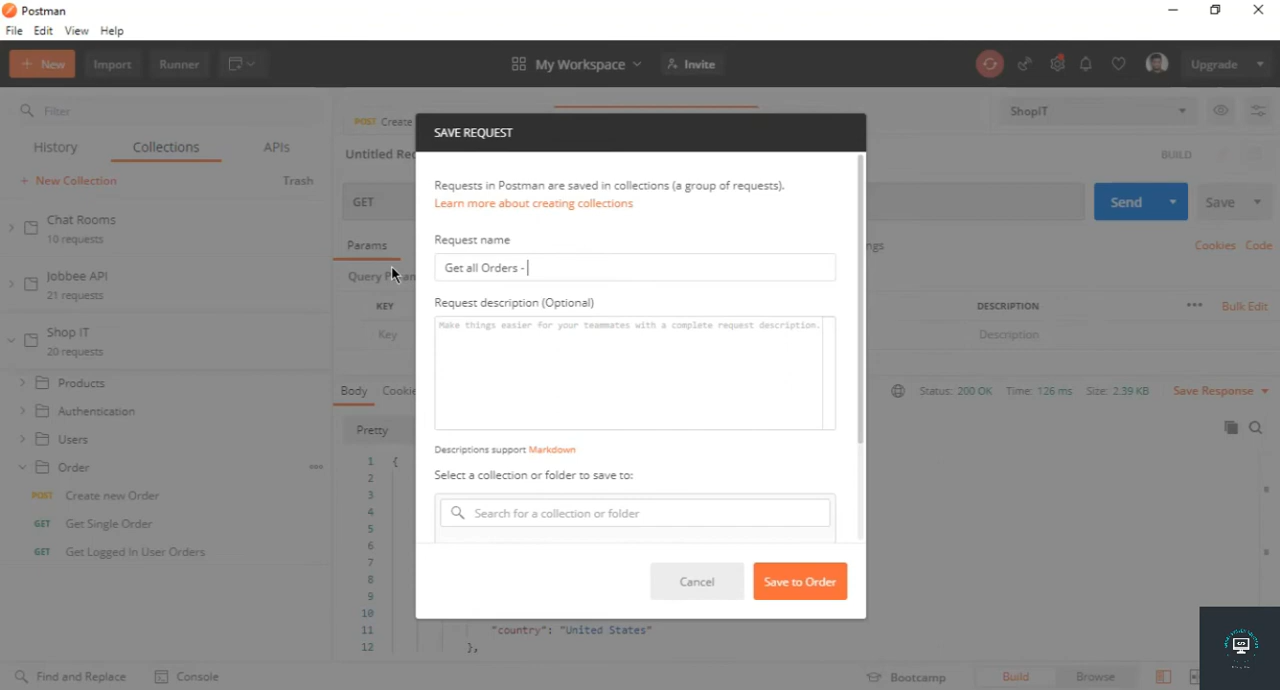 Postman
File Edit View Help
+ New Import Runner My Workspace Invite Upgrade
Filter
History Collections APIs
+ New Collection Trash
Chat Rooms
10 requests
Jobbee API
21 requests
Shop IT
20 requests
Products
Authentication
Users
Order
POST Create new Order
GET Get Single Order
GET Get Logged In User Orders
POST Create
ShopIT
BUILD
GET
Send Save
Params
Cookies Code
KEY DESCRIPTION Bulk Edit
Key Description
Body
Status: 200 OK Time: 126 ms Size: 2.39 KB Save Response
Pretty
1 {
2
3
4
5
6
7
8
9
10
11 "country": "United States"
12 },
SAVE REQUEST
Requests in Postman are saved in collections (a group of requests).
Learn more about creating collections
Request name
Get all Orders -
Request description (Optional)
Make things easier for your teammates with a complete request description.
Descriptions support Markdown
Select a collection or folder to save to:
Search for a collection or folder
Cancel Save to Order
Find and Replace Console Bootcamp Build Browse